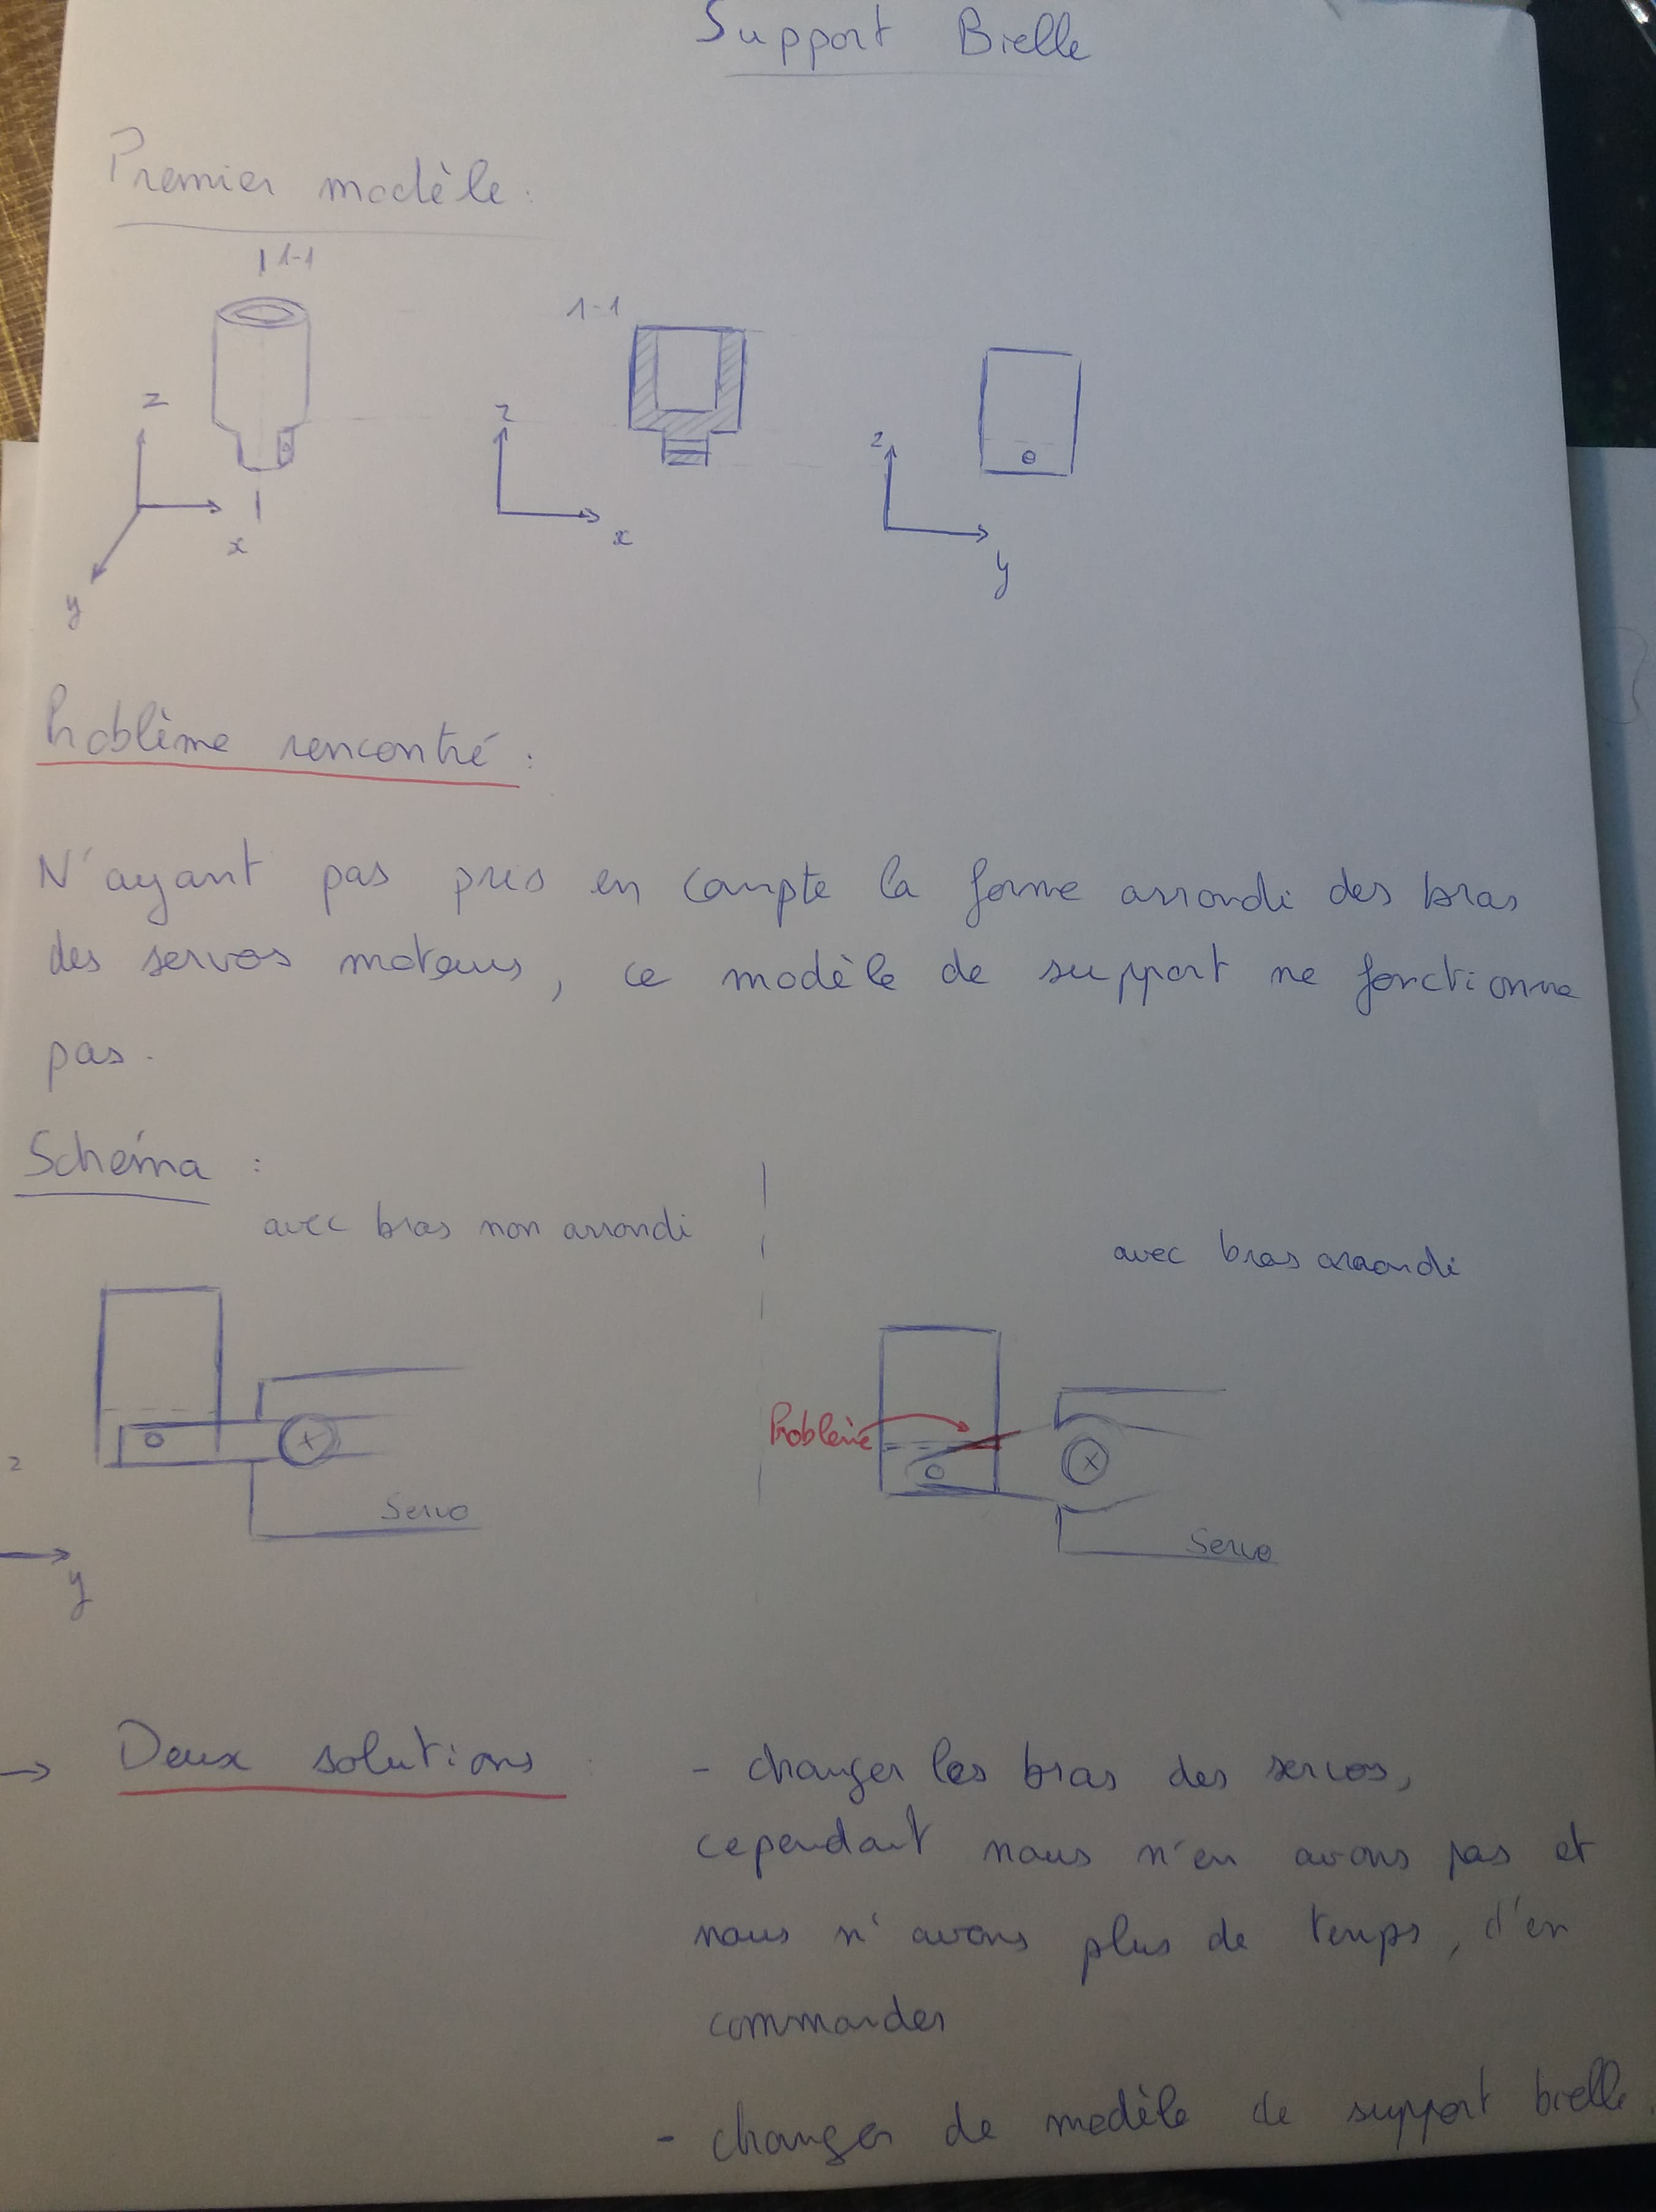 Support Bielle
Premier modèle :
1-1
1-1
z
x
y
z
x
z
y
Problème rencontré :
N'ayant pas pris en compte la forme arrondi des bras
des servos moteurs, ce modèle de support ne fonctionne
pas.
Schéma :
avec bras non arrondi
avec bras arrondi
Problème
z
Servo
Servo
y
→ Deux solutions : - changer les bras des servos,
cependant nous n'en avons pas et
nous n'avons plus de temps, d'en
commander
- changer de modèle de support bielle.